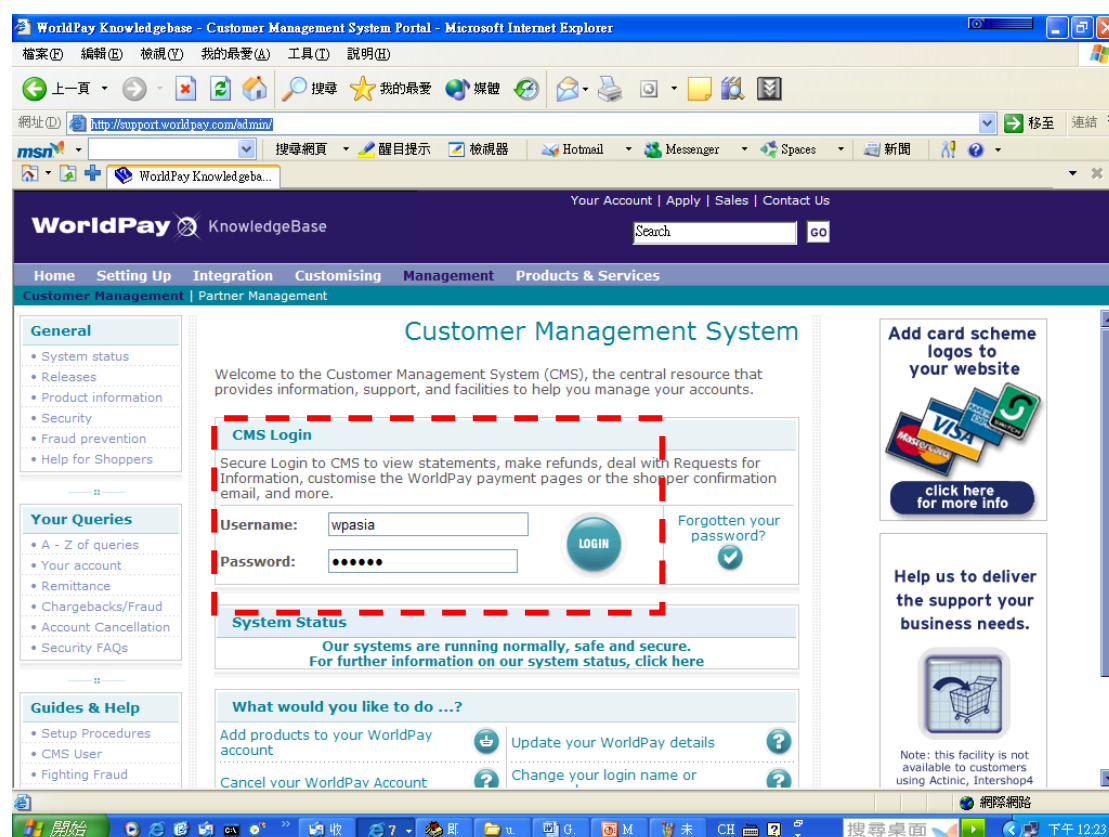 WorldPay Knowledgebase - Customer Management System Portal - Microsoft Internet Explorer
檔案(F) 編輯(E) 檢視(V) 我的最愛(A) 工具(T) 說明(H)
上一頁 搜尋 我的最愛 媒體
網址(D) http://support.worldpay.com/admin/ 移至 連結
msn 搜尋網頁 醒目提示 檢視器 Hotmail Messenger Spaces 新聞
WorldPay Knowledgeba...
Your Account | Apply | Sales | Contact Us
WorldPay KnowledgeBase Search GO
Home Setting Up Integration Customising Management Products & Services
Customer Management | Partner Management
General
• System status
• Releases
• Product information
• Security
• Fraud prevention
• Help for Shoppers
Your Queries
• A - Z of queries
• Your account
• Remittance
• Chargebacks/Fraud
• Account Cancellation
• Security FAQs
Guides & Help
• Setup Procedures
• CMS User
• Fighting Fraud
Customer Management System
Welcome to the Customer Management System (CMS), the central resource that
provides information, support, and facilities to help you manage your accounts.
CMS Login
Secure Login to CMS to view statements, make refunds, deal with Requests for
Information, customise the WorldPay payment pages or the shopper confirmation
email, and more.
Username: wpasia
Password: ●●●●●●
LOGIN
Forgotten your
password?
System Status
Our systems are running normally, safe and secure.
For further information on our system status, click here
What would you like to do ...?
Add products to your WorldPay
account
Update your WorldPay details
Cancel your WorldPay Account
Change your login name or
Add card scheme
logos to
your website
MasterCard
VISA
SWITCH
click here
for more info
Help us to deliver
the support your
business needs.
Note: this facility is not
available to customers
using Actinic, Intershop4
網際網路
開始 收 7 u. G. M 未 CH 搜尋桌面 下午 12:23